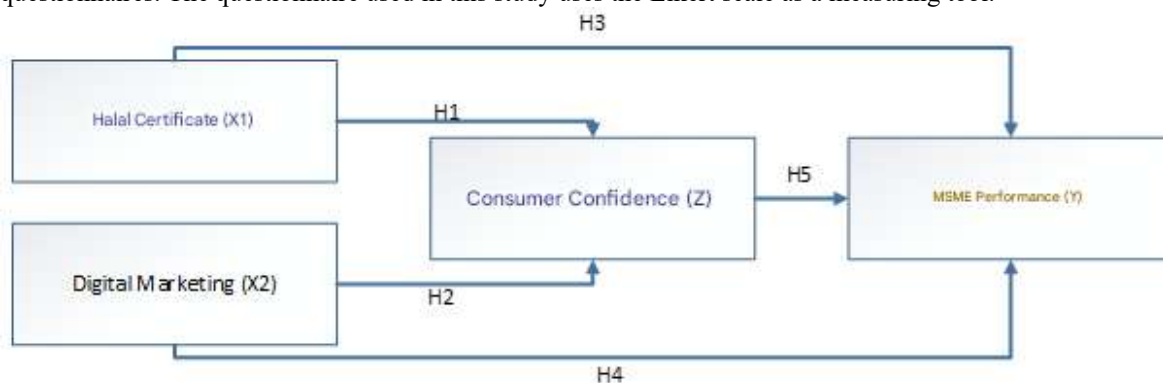 questionnaires. The questionnaire used in this study uses the Likert scale as a measuring tool.
H3
Halal Certificate (X1)
H1
Consumer Confidence (Z)
H5
MSME Performance (Y)
Digital Marketing (X2)
H2
H4